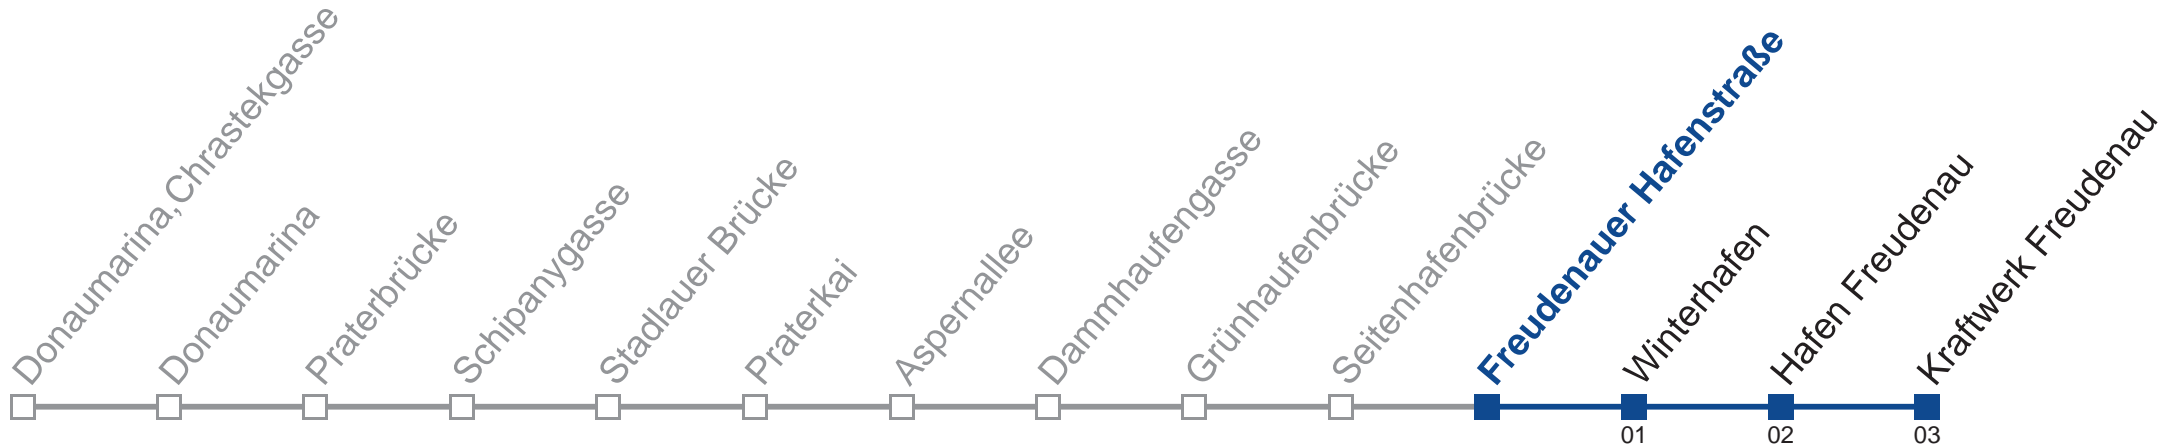 Donaumarina, Chrastekgasse
Donaumarina
Praterbrücke
Schipanygasse
Stadlauer Brücke
Praterkai
Aspernallee
Dammhaufengasse
Grünhaufenbrücke
Seitenhafenbrücke
Freudenauer Hafenstraße
Winterhafen
Hafen Freudenau
Kraftwerk Freudenau
01
02
03